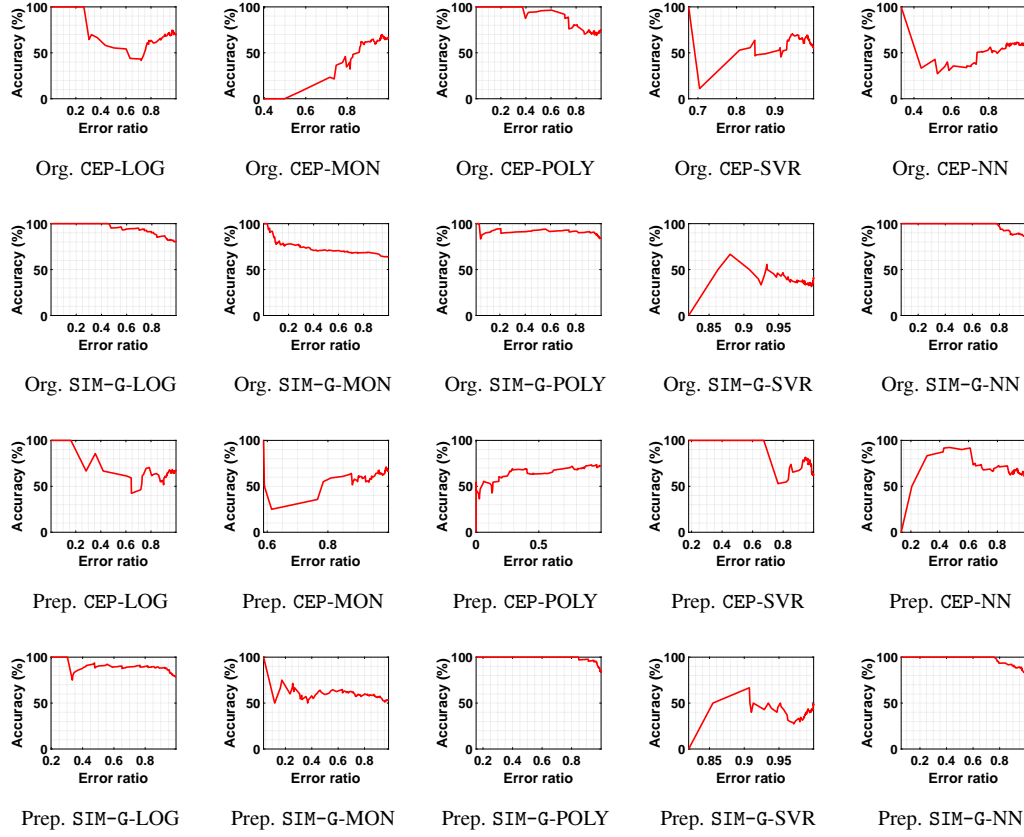 Accuracy (%) Accuracy (%) Accuracy (%) Accuracy (%) Accuracy (%)
100 100 100 100 100
50 50 50 50 50
0 0 0 0 0
0.2 0.4 0.6 0.8 0.4 0.6 0.8 0.2 0.4 0.6 0.8 0.7 0.8 0.9 0.4 0.6 0.8
Error ratio Error ratio Error ratio Error ratio Error ratio
Org. CEP-LOG Org. CEP-MON Org. CEP-POLY Org. CEP-SVR Org. CEP-NN
Accuracy (%) Accuracy (%) Accuracy (%) Accuracy (%) Accuracy (%)
100 100 100 100 100
50 50 50 50 50
0 0 0 0 0
0.2 0.4 0.6 0.8 0.2 0.4 0.6 0.8 0.2 0.4 0.6 0.8 0.85 0.9 0.95 0.2 0.4 0.6 0.8
Error ratio Error ratio Error ratio Error ratio Error ratio
Org. SIM-G-LOG Org. SIM-G-MON Org. SIM-G-POLY Org. SIM-G-SVR Org. SIM-G-NN
Accuracy (%) Accuracy (%) Accuracy (%) Accuracy (%) Accuracy (%)
100 100 100 100 100
50 50 50 50 50
0 0 0 0 0
0.2 0.4 0.6 0.8 0.6 0.8 0 0.5 0.2 0.4 0.6 0.8 0.2 0.4 0.6 0.8
Error ratio Error ratio Error ratio Error ratio Error ratio
Prep. CEP-LOG Prep. CEP-MON Prep. CEP-POLY Prep. CEP-SVR Prep. CEP-NN
Accuracy (%) Accuracy (%) Accuracy (%) Accuracy (%) Accuracy (%)
100 100 100 100 100
50 50 50 50 50
0 0 0 0 0
0.2 0.4 0.6 0.8 0.2 0.4 0.6 0.8 0.2 0.4 0.6 0.8 0.85 0.9 0.95 0.2 0.4 0.6 0.8
Error ratio Error ratio Error ratio Error ratio Error ratio
Prep. SIM-G-LOG Prep. SIM-G-MON Prep. SIM-G-POLY Prep. SIM-G-SVR Prep. SIM-G-NN